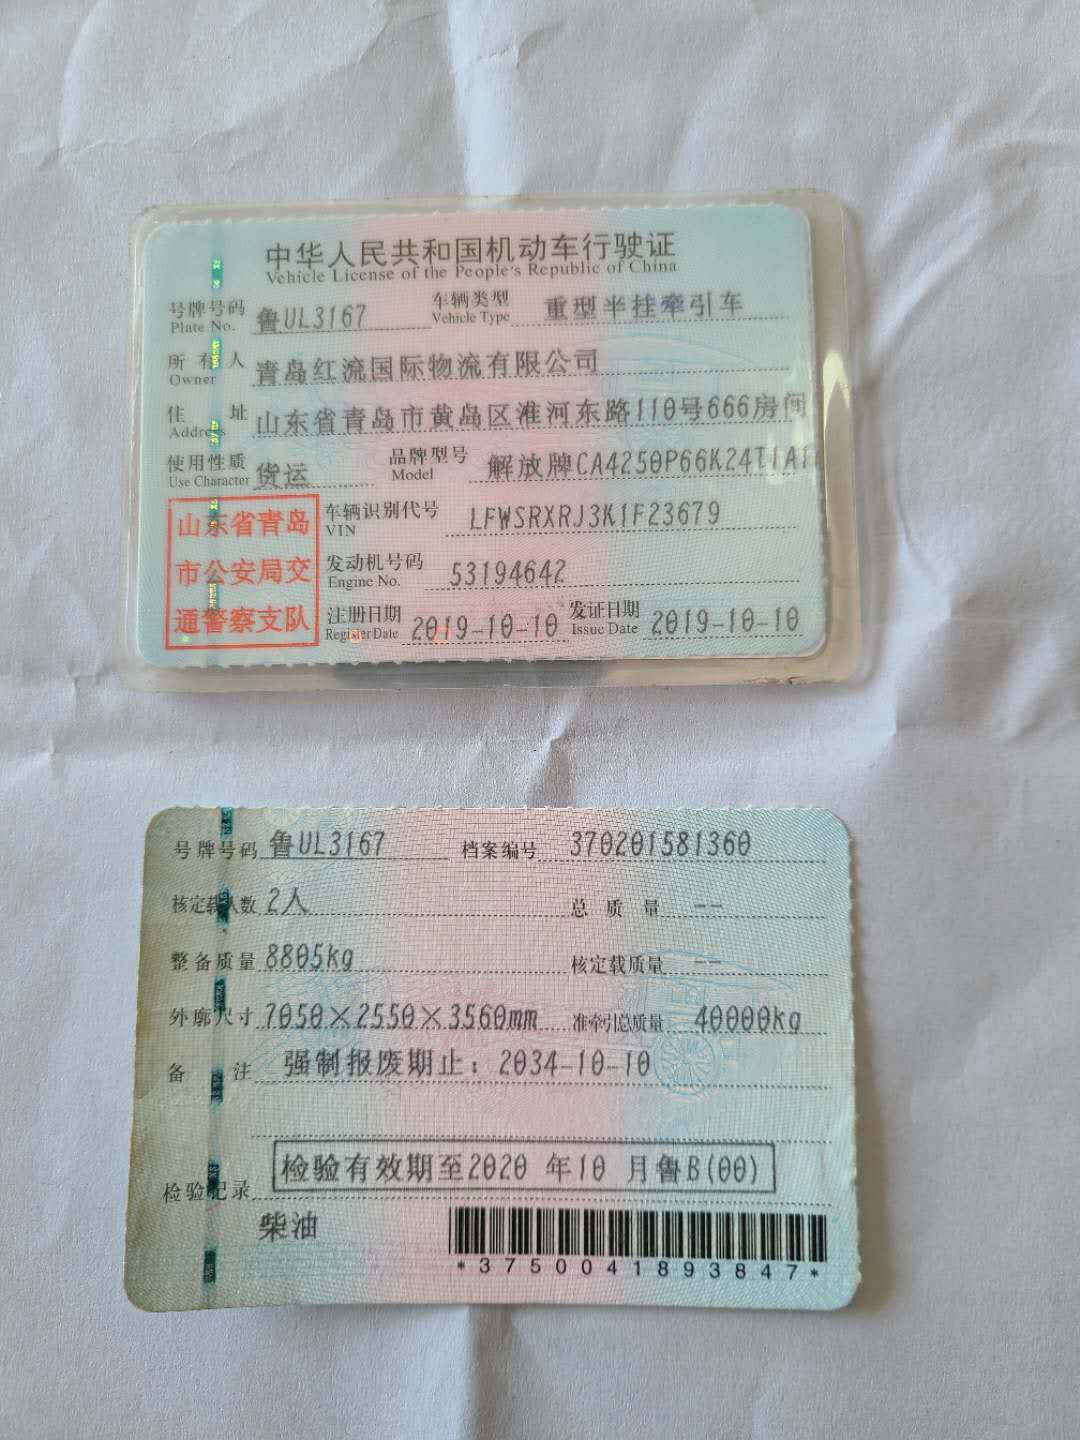 中华人民共和国机动车行驶证
Vehicle License of the People's Republic of China
号牌号码 鲁UL3167 车辆类型 重型半挂牵引车
Plate No. Vehicle Type
所有人 青岛红流国际物流有限公司
Owner
住址 山东省青岛市黄岛区淮河东路110号666房间
Address
使用性质 货运 品牌型号 解放牌CA4250P66K24T1A1
Use Character Model
山东省青岛 车辆识别代号 LFWSRXRJ3K1F23679
VIN
市公安局交 发动机号码 53194642
Engine No.
通警察支队 注册日期 2019-10-10 发证日期 2019-10-10
Register Date Issue Date
号牌号码 鲁UL3167 档案编号 370201581360
核定载人数 2人 总质量 --
整备质量 8805kg 核定载质量 --
外廓尺寸 7050×2550×3560mm 准牵引总质量 40000kg
备注 强制报废期止：2034-10-10
检验记录 检验有效期至2020 年10 月鲁B(00)
柴油
*3750041893847*